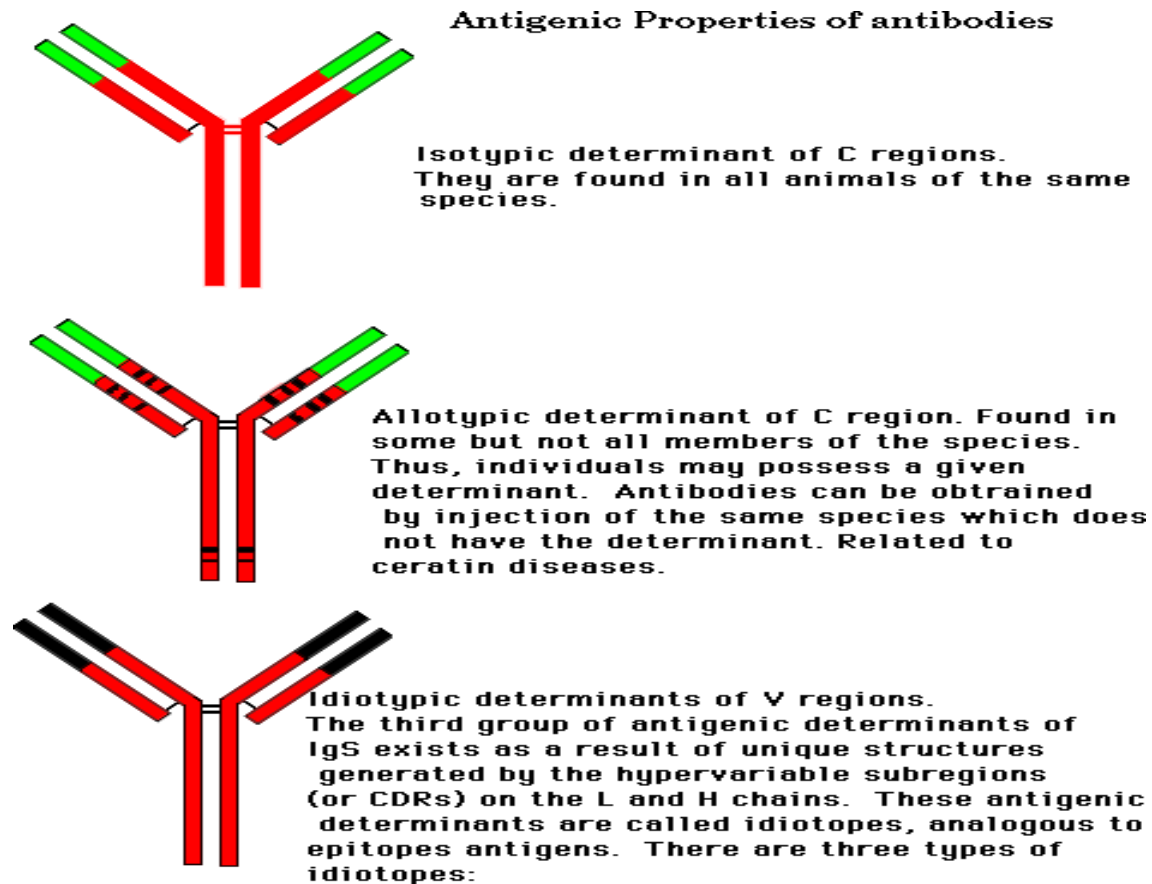 Antigenic Properties of antibodies
Isotypic determinant of C regions.
They are found in all animals of the same
species.
Allotypic determinant of C region. Found in
some but not all members of the species.
Thus, individuals may possess a given
determinant. Antibodies can be obtrained
by injection of the same species which does
not have the determinant. Related to
ceratin diseases.
Idiotypic determinants of V regions.
The third group of antigenic determinants of
IgS exists as a result of unique structures
generated by the hypervariable subregions
(or CDRs) on the L and H chains. These antigenic
determinants are called idiotopes, analogous to
epitopes antigens. There are three types of
idiotopes: